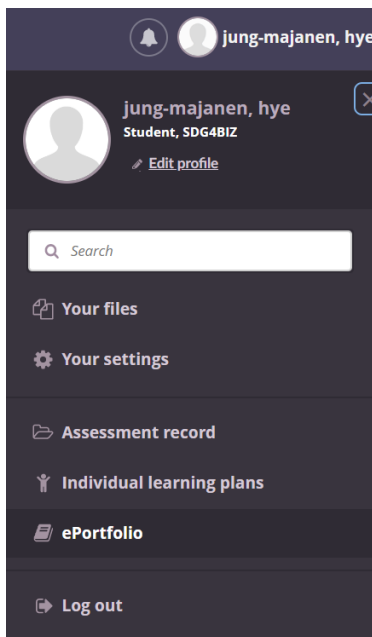 jung-majanen, hye
jung-majanen, hye
Student, SDG4BIZ
Edit profile
Search
Your files
Your settings
Assessment record
Individual learning plans
ePortfolio
Log out